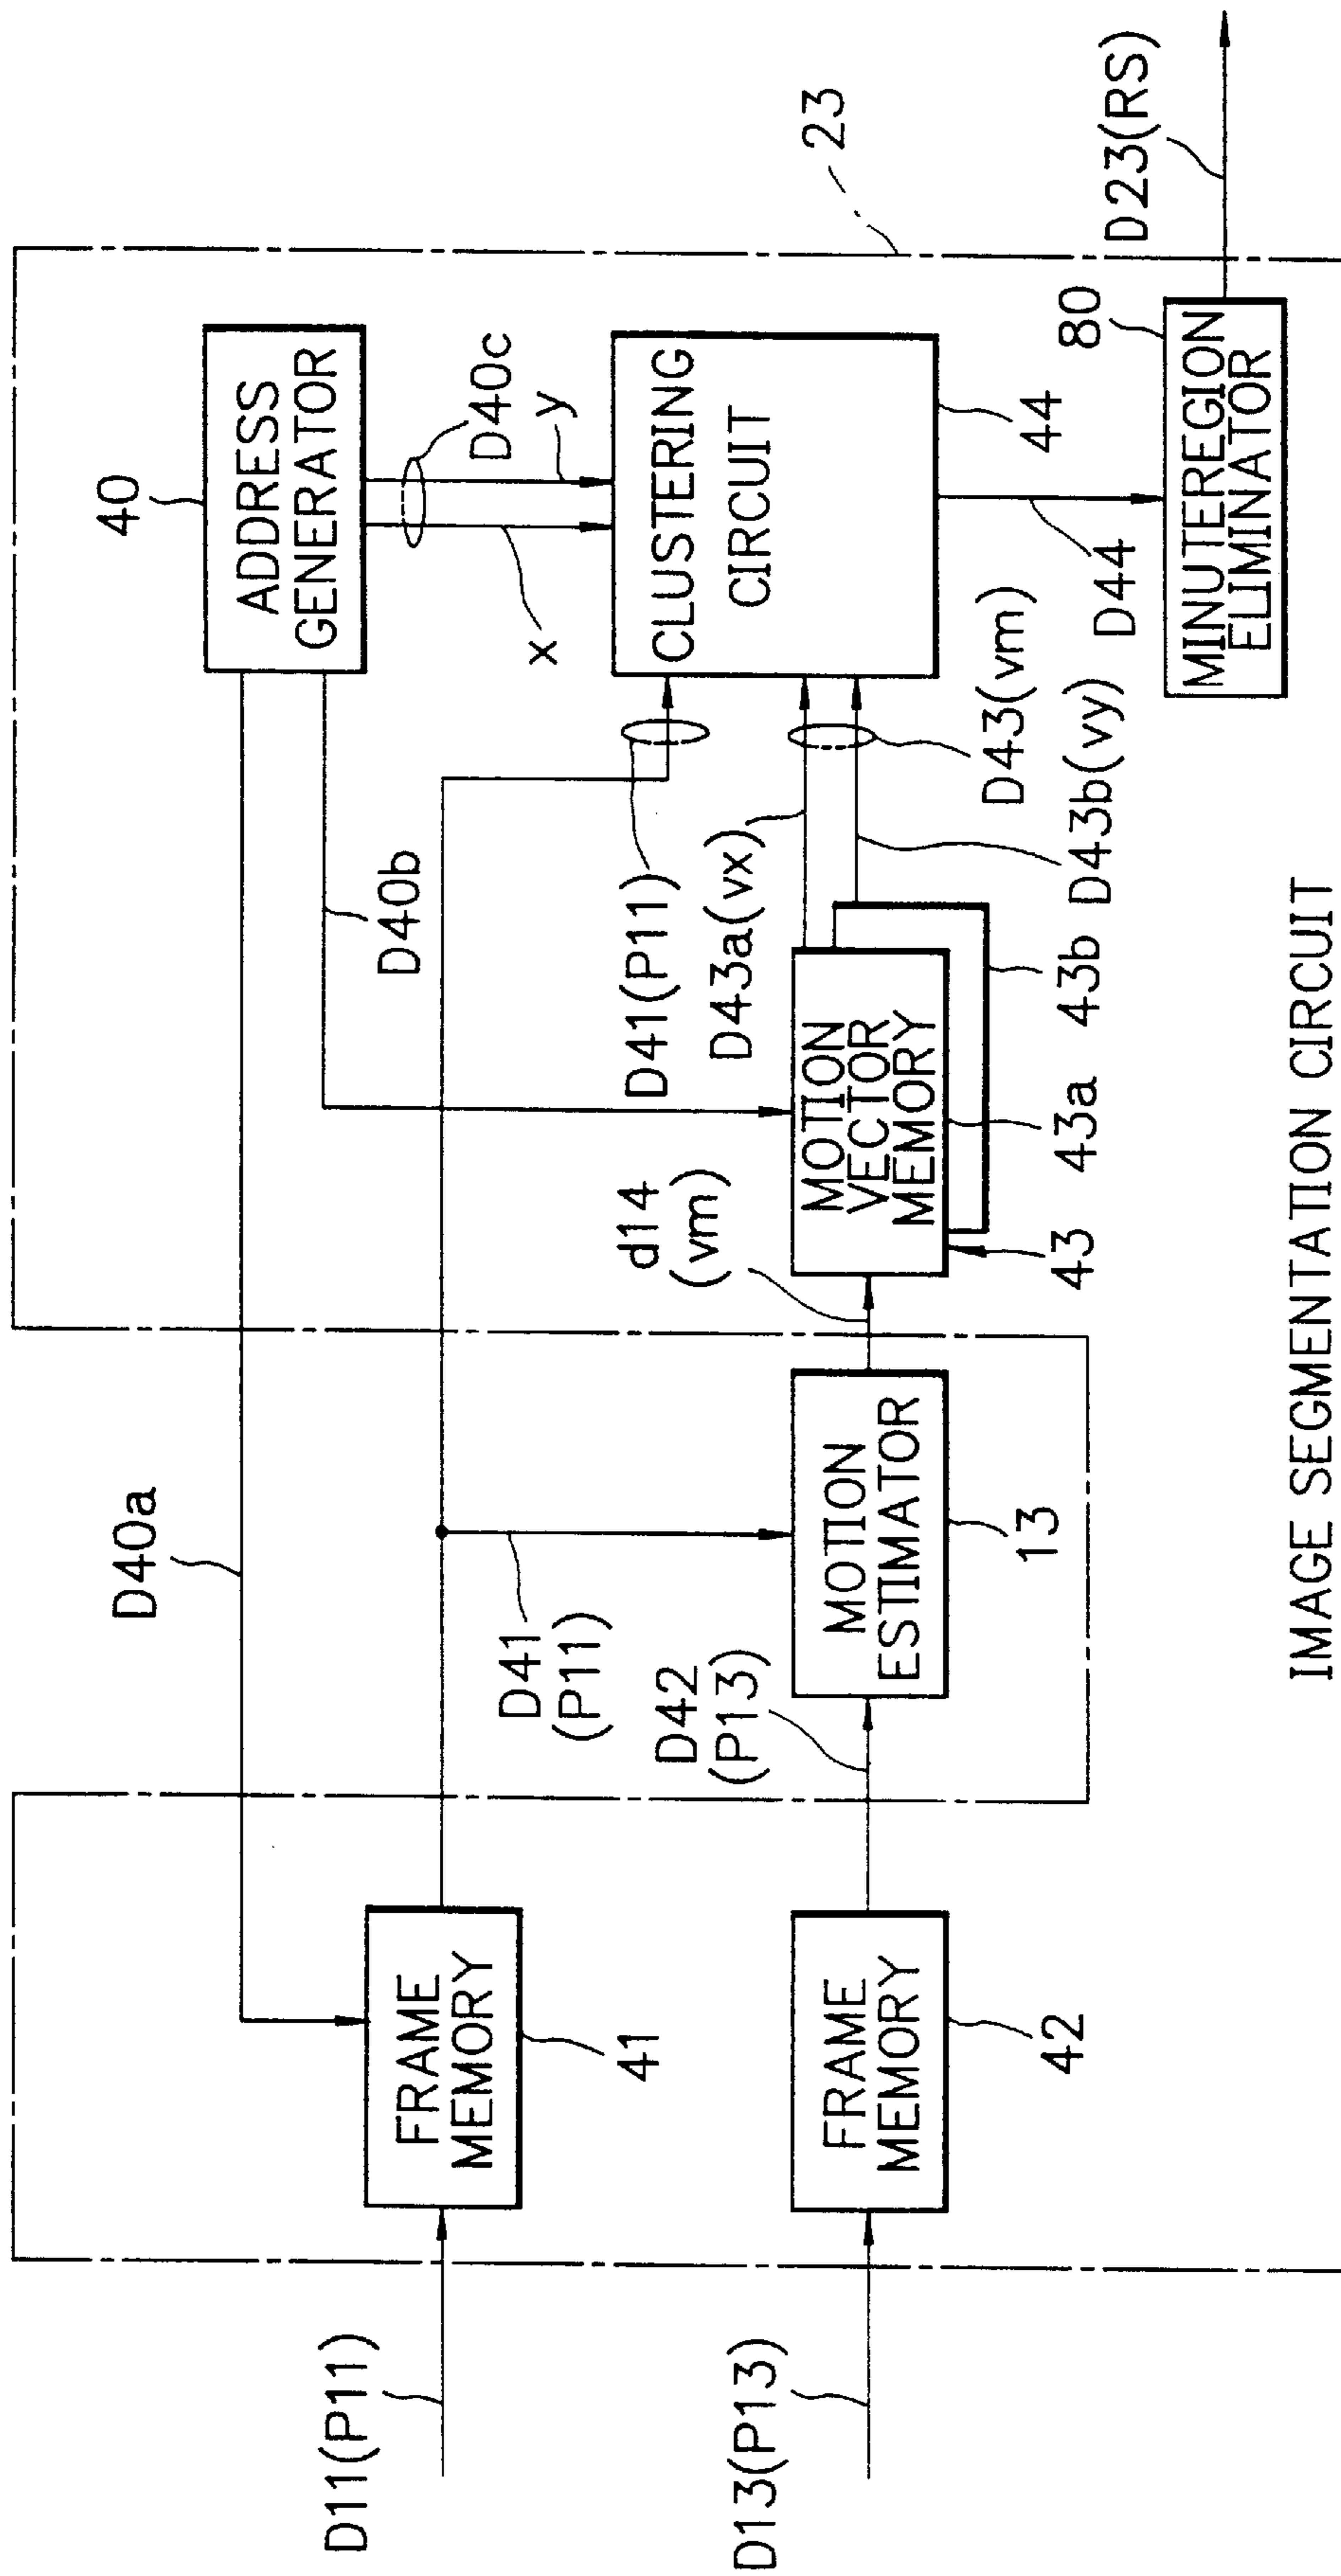 D11(P11)
D13(P13)
FRAME
MEMORY
41
FRAME
MEMORY
42
D40a
D41
(P11)
D42
(P13)
MOTION
ESTIMATOR
13
d14
(vm)
D40b
MOTION
VECTOR
MEMORY
43
43a
43b
D41(P11)
D43a(vx)
D43(vm)
D43b(vy)
40
ADDRESS
GENERATOR
D40c
x
y
CLUSTERING
CIRCUIT
44
D44
80
MINUTEREGION
ELIMINATOR
23
D23(RS)
IMAGE SEGMENTATION CIRCUIT